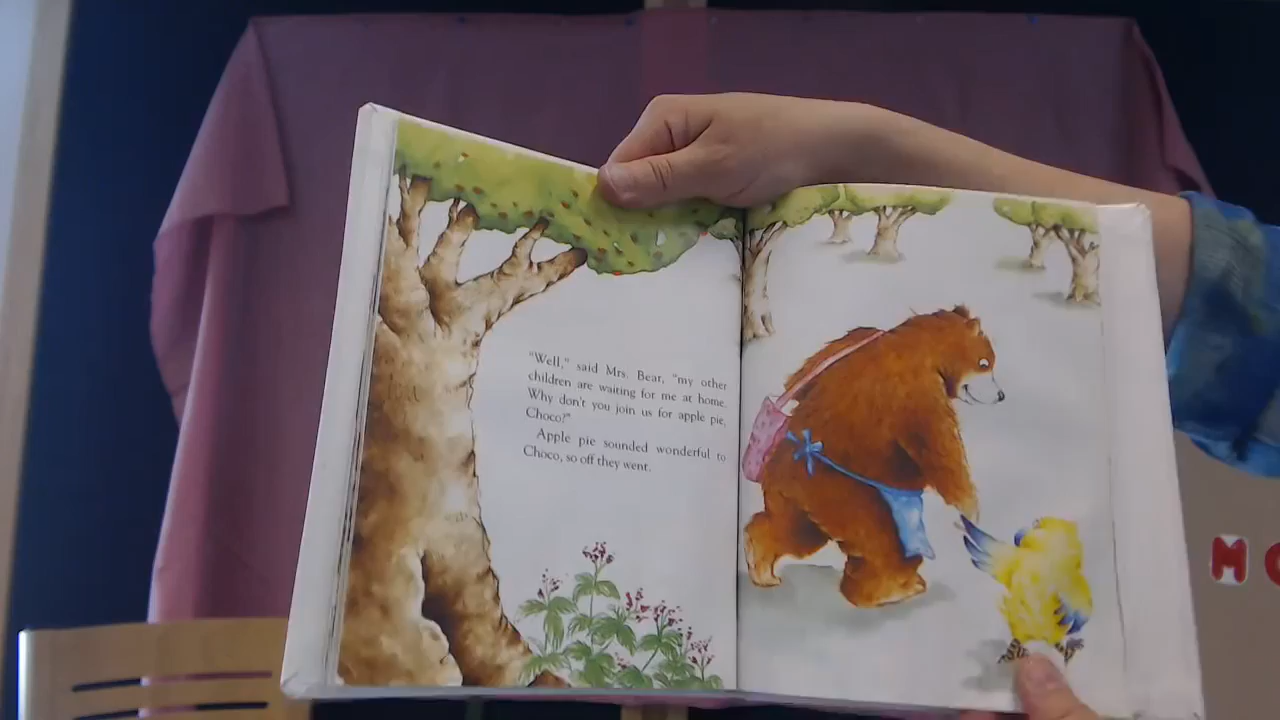 "Well," said Mrs. Bear, "my other
children are waiting for me at home.
Why don't you join us for apple pie,
Choco?"
Apple pie sounded wonderful to
Choco, so off they went.
M